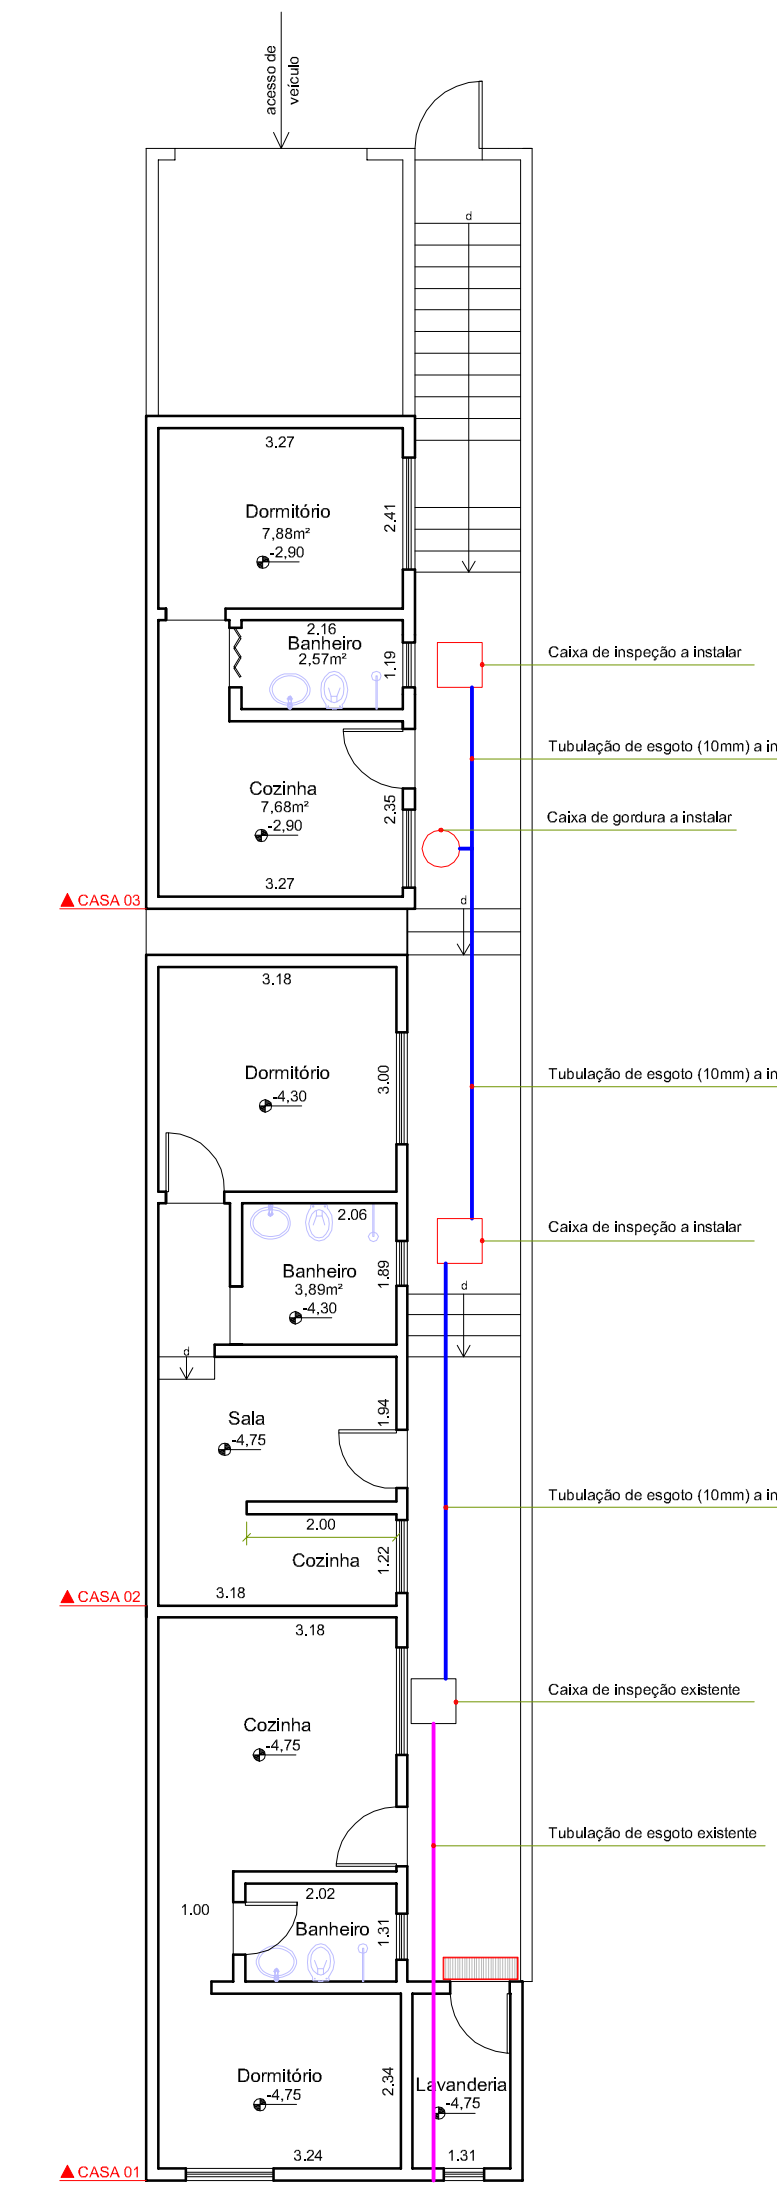 acesso de
veículo
d
3.27
Dormitório
7,88m²
-2,90
2.41
2.16
Banheiro
2,57m²
1.19
Caixa de inspeção a instalar
Tubulação de esgoto (10mm) a in
Cozinha
7,68m²
-2,90
2.35
Caixa de gordura a instalar
3.27
CASA 03
d
3.18
Dormitório
-4,30
3.00
Tubulação de esgoto (10mm) a in
2.06
Caixa de inspeção a instalar
Banheiro
3,89m²
-4,30
1.89
d
d
Sala
-4,75
1.94
Tubulação de esgoto (10mm) a in
2.00
Cozinha
1.22
3.18
CASA 02
3.18
Caixa de inspeção existente
Cozinha
-4,75
Tubulação de esgoto existente
2.02
1.00
Banheiro
1.31
Dormitório
-4,75
2.34
Lavanderia
-4,75
3.24
1.31
CASA 01